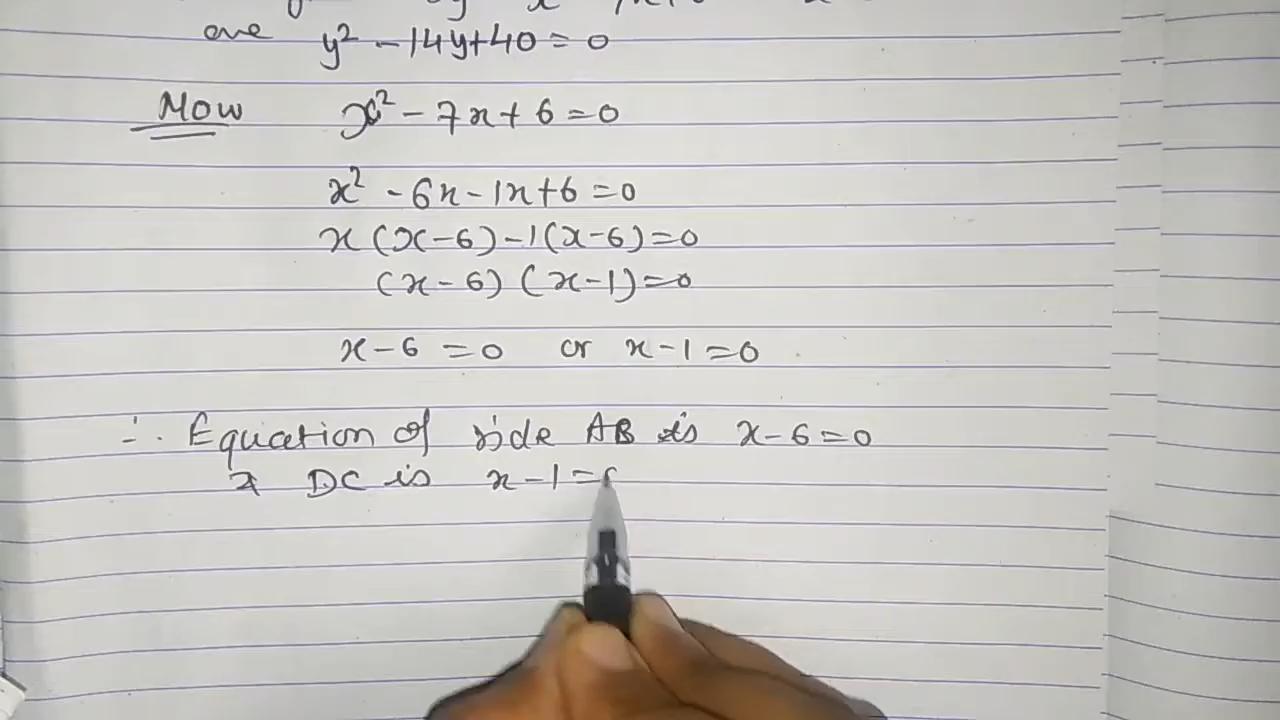 are y² - 14y + 40 = 0
Now x² - 7x + 6 = 0
x² - 6x - 1x + 6 = 0
x (x - 6) - 1(x - 6) = 0
(x - 6) (x - 1) = 0
x - 6 = 0 or x - 1 = 0
∴ Equation of side AB is x - 6 = 0
& DC is x - 1 =